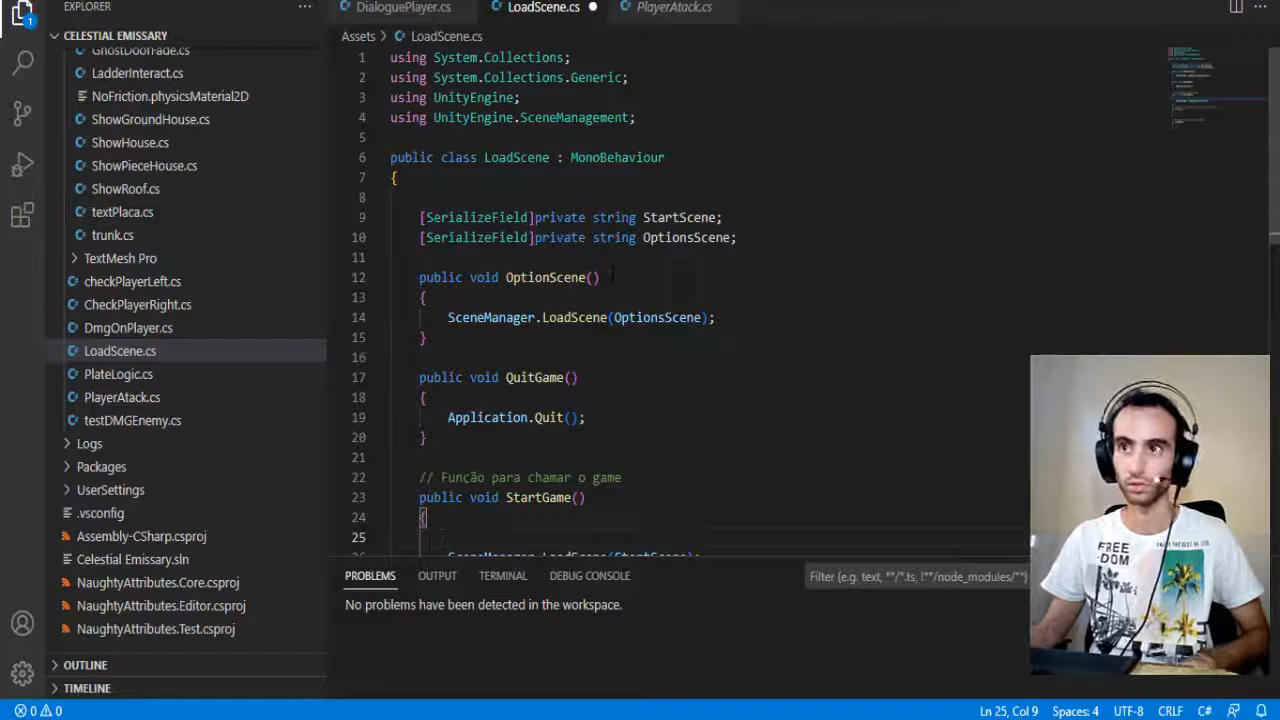 EXPLORER
CELESTIAL EMISSARY
GhostDoorFade.cs
LadderInteract.cs
NoFriction.physicsMaterial2D
ShowGroundHouse.cs
ShowHouse.cs
ShowPieceHouse.cs
ShowRoof.cs
textPlaca.cs
trunk.cs
TextMesh Pro
checkPlayerLeft.cs
CheckPlayerRight.cs
DmgOnPlayer.cs
LoadScene.cs
PlateLogic.cs
PlayerAtack.cs
testDMGEnemy.cs
Logs
Packages
UserSettings
.vsconfig
Assembly-CSharp.csproj
Celestial Emissary.sln
NaughtyAttributes.Core.csproj
NaughtyAttributes.Editor.csproj
NaughtyAttributes.Test.csproj
OUTLINE
TIMELINE
1
DialoguePlayer.cs LoadScene.cs PlayerAtack.cs
Assets LoadScene.cs
1 using System.Collections;
2 using System.Collections.Generic;
3 using UnityEngine;
4 using UnityEngine.SceneManagement;
5
6 public class LoadScene : MonoBehaviour
7 {
8
9 [SerializeField]private string StartScene;
10 [SerializeField]private string OptionsScene;
11
12 public void OptionScene()
13 {
14 SceneManager.LoadScene(OptionsScene);
15 }
16
17 public void QuitGame()
18 {
19 Application.Quit();
20 }
21
22 // Função para chamar o game
23 public void StartGame()
24 {
25
26 SceneManager.LoadScene(StartScene);
PROBLEMS OUTPUT TERMINAL DEBUG CONSOLE Filter (e.g. text, **/*.ts, !**/node_modules/**)
No problems have been detected in the workspace.
FREE
DOM
0 0 Ln 25, Col 9 Spaces: 4 UTF-8 CRLF C#